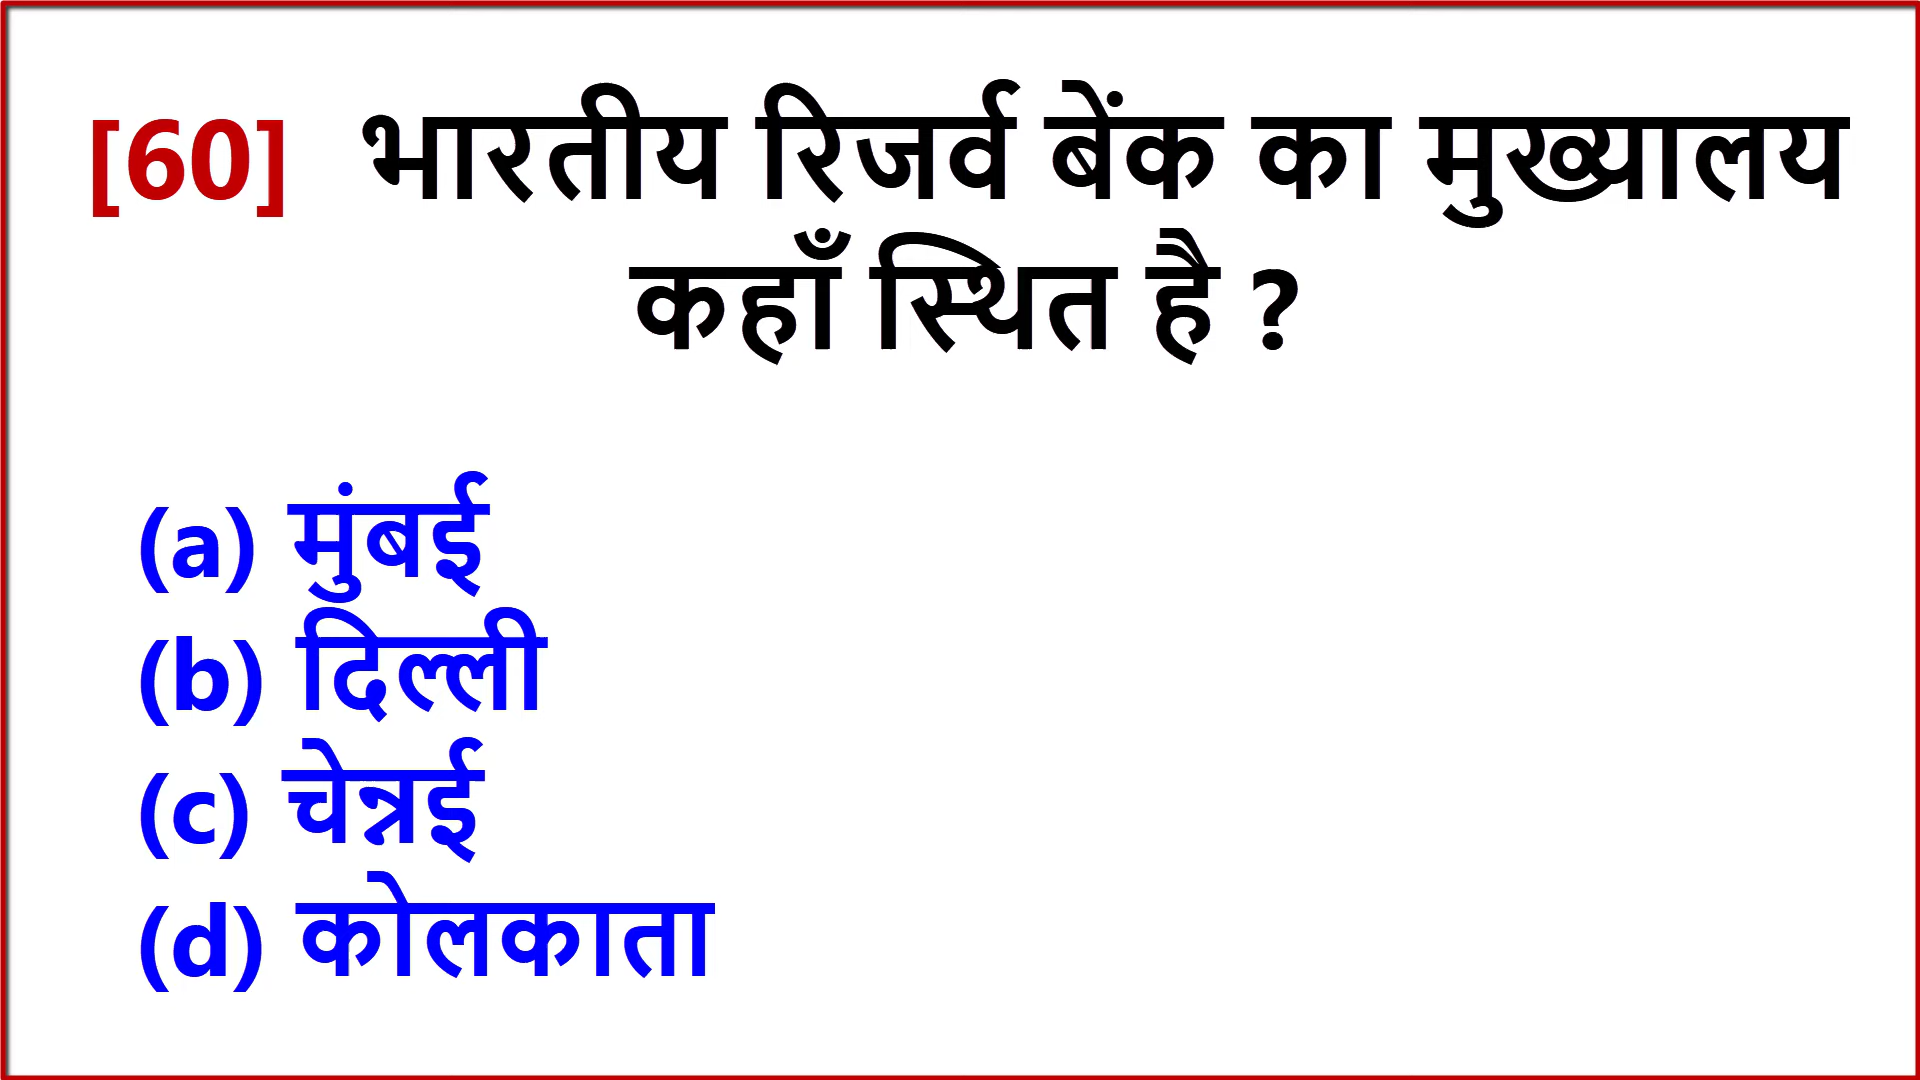 [60] भारतीय रिजर्व बेंक का मुख्यालय
कहाँ स्थित है ?
(a) मुंबई
(b) दिल्ली
(c) चेन्नई
(d) कोलकाता